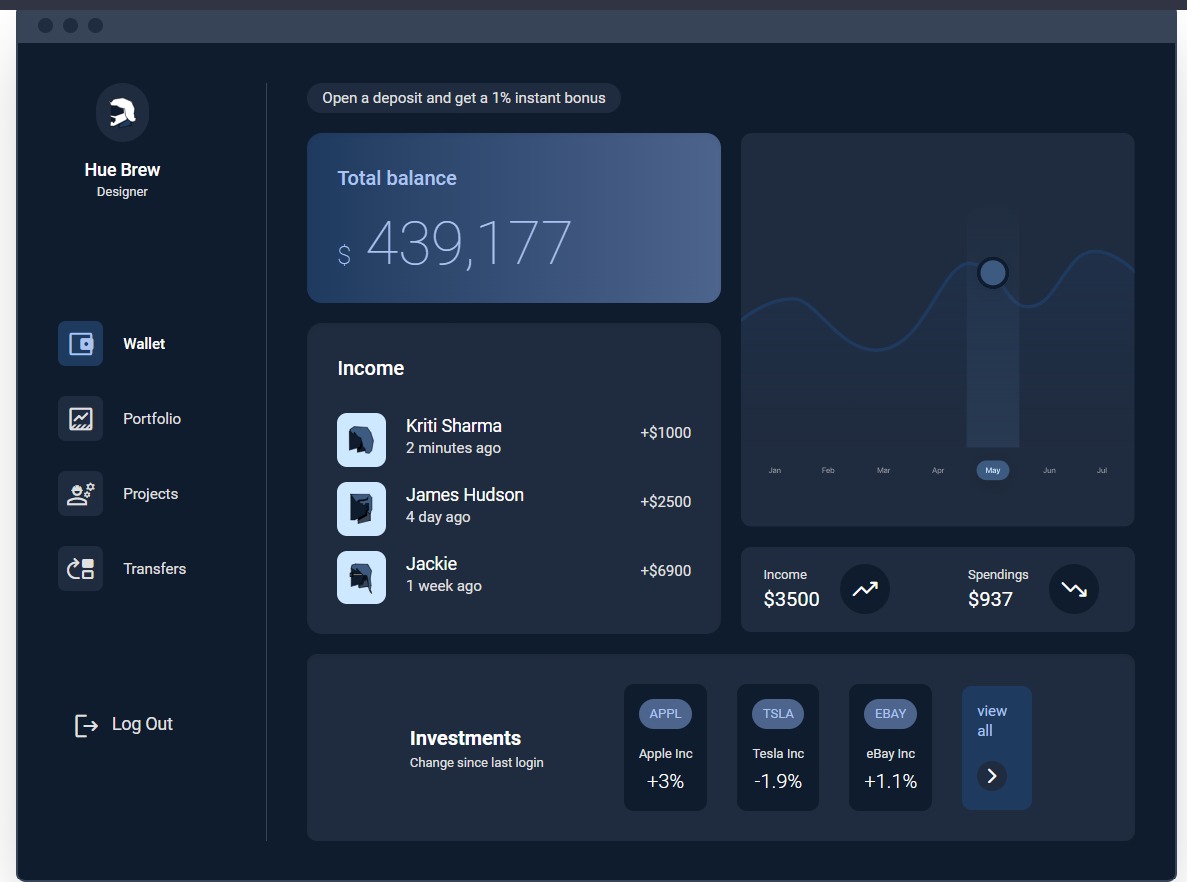 Hue Brew
Designer
Wallet
Portfolio
Projects
Transfers
Log Out
Open a deposit and get a 1% instant bonus
Total balance
$ 439,177
Income
Kriti Sharma
2 minutes ago
+$1000
James Hudson
4 day ago
+$2500
Jackie
1 week ago
+$6900
Jan Feb Mar Apr May Jun Jul
Income
$3500
Spendings
$937
Investments
Change since last login
APPL
Apple Inc
+3%
TSLA
Tesla Inc
-1.9%
EBAY
eBay Inc
+1.1%
view
all